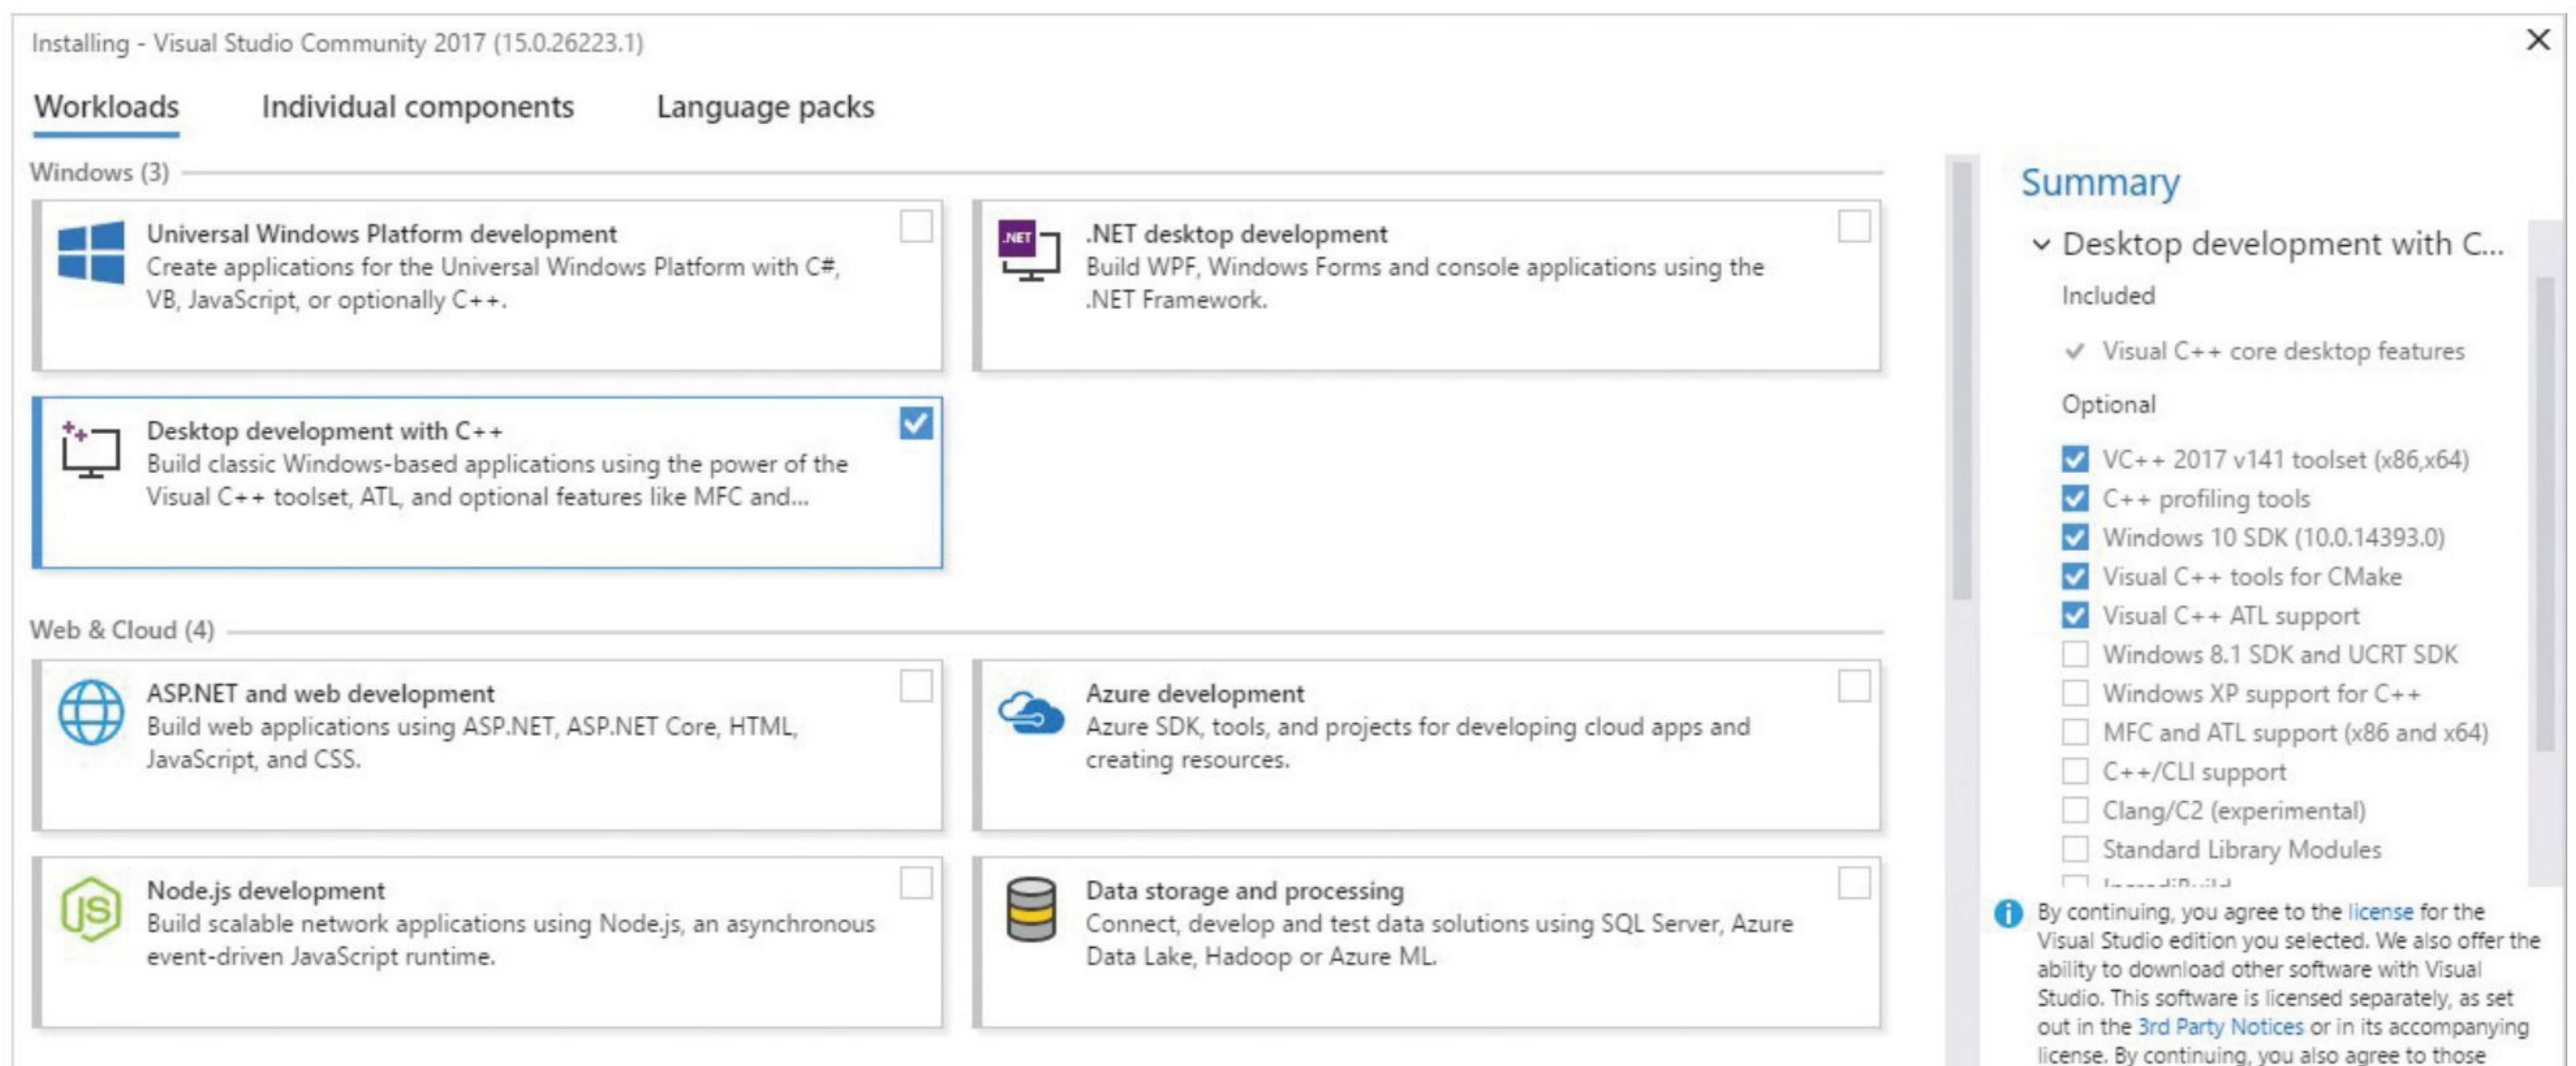 Installing - Visual Studio Community 2017 (15.0.26223.1)
Workloads
Individual components
Language packs
Windows (3)
Universal Windows Platform development
Create applications for the Universal Windows Platform with C#,
VB, JavaScript, or optionally C++.
.NET
.NET desktop development
Build WPF, Windows Forms and console applications using the
.NET Framework.
Desktop development with C++
Build classic Windows-based applications using the power of the
Visual C++ toolset, ATL, and optional features like MFC and...
Web & Cloud (4)
ASP.NET and web development
Build web applications using ASP.NET, ASP.NET Core, HTML,
JavaScript, and CSS.
Azure development
Azure SDK, tools, and projects for developing cloud apps and
creating resources.
JS
Node.js development
Build scalable network applications using Node.js, an asynchronous
event-driven JavaScript runtime.
Data storage and processing
Connect, develop and test data solutions using SQL Server, Azure
Data Lake, Hadoop or Azure ML.
Summary
Desktop development with C...
Included
Visual C++ core desktop features
Optional
VC++ 2017 v141 toolset (x86,x64)
C++ profiling tools
Windows 10 SDK (10.0.14393.0)
Visual C++ tools for CMake
Visual C++ ATL support
Windows 8.1 SDK and UCRT SDK
Windows XP support for C++
MFC and ATL support (x86 and x64)
C++/CLI support
Clang/C2 (experimental)
Standard Library Modules
By continuing, you agree to the license for the
Visual Studio edition you selected. We also offer the
ability to download other software with Visual
Studio. This software is licensed separately, as set
out in the 3rd Party Notices or in its accompanying
license. By continuing, you also agree to those